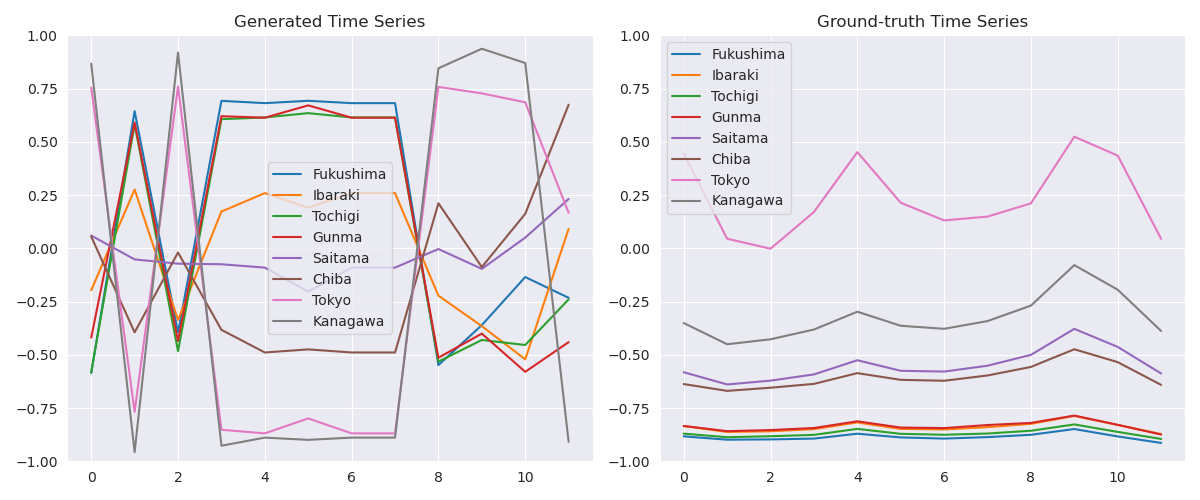 Generated Time Series
1.00
0.75
0.50
0.25
0.00
−0.25
−0.50
−0.75
−1.00
0 2 4 6 8 10
Fukushima
Ibaraki
Tochigi
Gunma
Saitama
Chiba
Tokyo
Kanagawa
Ground-truth Time Series
1.00
0.75
0.50
0.25
0.00
−0.25
−0.50
−0.75
−1.00
0 2 4 6 8 10
Fukushima
Ibaraki
Tochigi
Gunma
Saitama
Chiba
Tokyo
Kanagawa